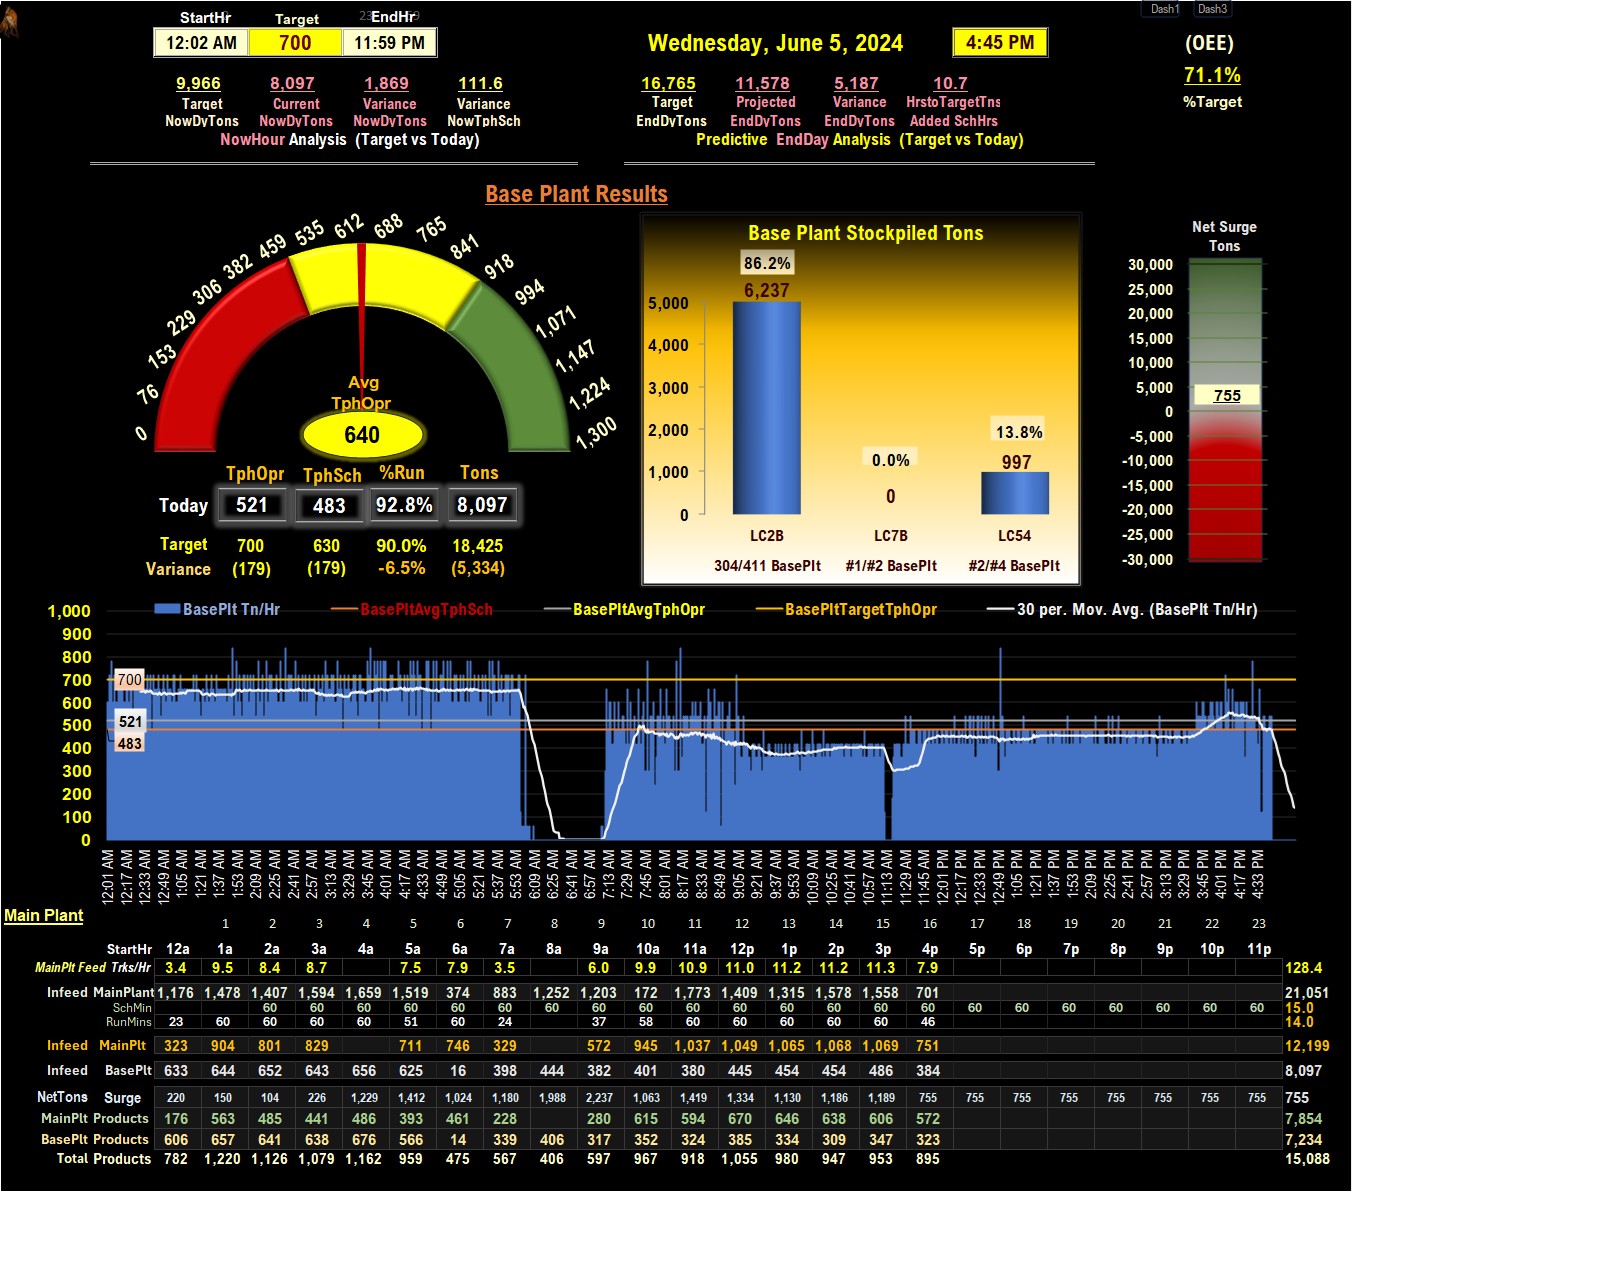 Dash1 Dash3
StartHr Target EndHr
12:02 AM 700 11:59 PM
Wednesday, June 5, 2024 4:45 PM
(OEE)
71.1%
%Target
9,966 8,097 1,869 111.6
Target Current Variance Variance
NowDyTons NowDyTons NowDyTons NowTphSch
NowHour Analysis (Target vs Today)
16,765 11,578 5,187 10.7
Target Projected Variance HrstoTargetTns
EndDyTons EndDyTons EndDyTons Added SchHrs
Predictive EndDay Analysis (Target vs Today)
Base Plant Results
0 76 153 229 306 382 459 535 612 688 765 841 918 994 1,071 1,147 1,224 1,300
Avg
TphOpr
640
TphOpr TphSch %Run Tons
Today 521 483 92.8% 8,097
Target 700 630 90.0% 18,425
Variance (179) (179) -6.5% (5,334)
Base Plant Stockpiled Tons
86.2%
6,237
0.0%
0
13.8%
997
5,000
4,000
3,000
2,000
1,000
0
LC2B LC7B LC54
304/411 BasePlt #1/#2 BasePlt #2/#4 BasePlt
Net Surge
Tons
30,000
25,000
20,000
15,000
10,000
5,000
755
0
-5,000
-10,000
-15,000
-20,000
-25,000
-30,000
BasePlt Tn/Hr BasePltAvgTphSch BasePltAvgTphOpr BasePltTargetTphOpr 30 per. Mov. Avg. (BasePlt Tn/Hr)
1,000
900
800
700
600
500
400
300
200
100
0
700
521
483
12:01 AM 12:17 AM 12:33 AM 12:49 AM 1:05 AM 1:21 AM 1:37 AM 1:53 AM 2:09 AM 2:25 AM 2:41 AM 2:57 AM 3:13 AM 3:29 AM 3:45 AM 4:01 AM 4:17 AM 4:33 AM 4:49 AM 5:05 AM 5:21 AM 5:37 AM 5:53 AM 6:09 AM 6:25 AM 6:41 AM 6:57 AM 7:13 AM 7:29 AM 7:45 AM 8:01 AM 8:17 AM 8:33 AM 8:49 AM 9:05 AM 9:21 AM 9:37 AM 9:53 AM 10:09 AM 10:25 AM 10:41 AM 10:57 AM 11:13 AM 11:29 AM 11:45 AM 12:01 PM 12:17 PM 12:33 PM 12:49 PM 1:05 PM 1:21 PM 1:37 PM 1:53 PM 2:09 PM 2:25 PM 2:41 PM 2:57 PM 3:13 PM 3:29 PM 3:45 PM 4:01 PM 4:17 PM 4:33 PM
Main Plant
1 2 3 4 5 6 7 8 9 10 11 12 13 14 15 16 17 18 19 20 21 22 23
StartHr 12a 1a 2a 3a 4a 5a 6a 7a 8a 9a 10a 11a 12p 1p 2p 3p 4p 5p 6p 7p 8p 9p 10p 11p
MainPlt Feed Trks/Hr 3.4 9.5 8.4 8.7 7.5 7.9 3.5 6.0 9.9 10.9 11.0 11.2 11.2 11.3 7.9 128.4
Infeed MainPlant 1,176 1,478 1,407 1,594 1,659 1,519 374 883 1,252 1,203 172 1,773 1,409 1,315 1,578 1,558 701 21,051
SchMin 60 60 60 60 60 60 60 60 60 60 60 60 60 60 60 60 60 60 60 60 60 60 15.0
RunMins 23 60 60 60 60 51 60 24 37 58 60 60 60 60 60 46 14.0
Infeed MainPlt 323 904 801 829 711 746 329 572 945 1,037 1,049 1,065 1,068 1,069 751 12,199
Infeed BasePlt 633 644 652 643 656 625 16 398 444 382 401 380 445 454 454 486 384 8,097
NetTons Surge 220 150 104 226 1,229 1,412 1,024 1,180 1,988 2,237 1,063 1,419 1,334 1,130 1,186 1,189 755 755 755 755 755 755 755 755 755
MainPlt Products 176 563 485 441 486 393 461 228 280 615 594 670 646 638 606 572 7,854
BasePlt Products 606 657 641 638 676 566 14 339 406 317 352 324 385 334 309 347 323 7,234
Total Products 782 1,220 1,126 1,079 1,162 959 475 567 406 597 967 918 1,055 980 947 953 895 15,088